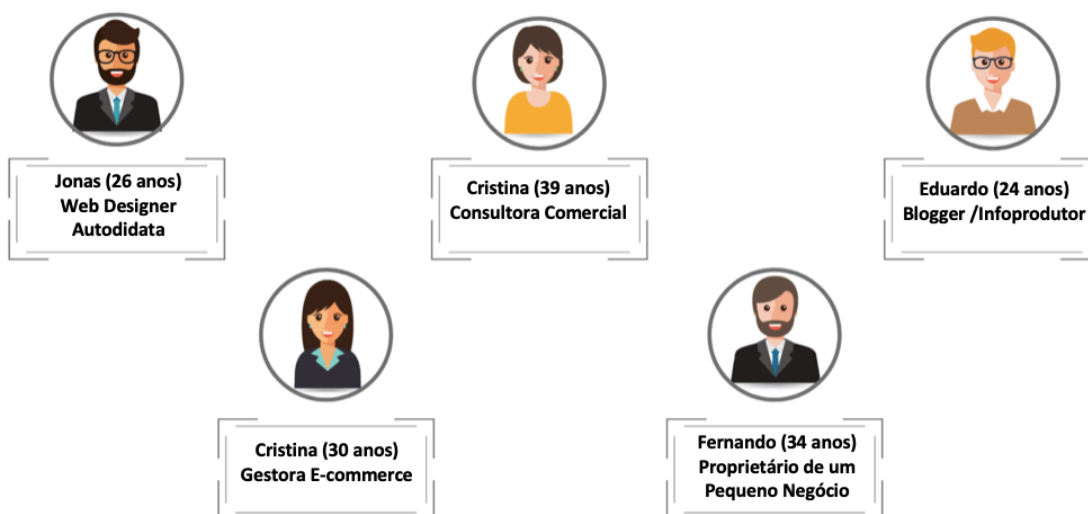 Jonas (26 anos)
Web Designer
Autodidata
Cristina (39 anos)
Consultora Comercial
Eduardo (24 anos)
Blogger /Infoprodutor
Cristina (30 anos)
Gestora E-commerce
Fernando (34 anos)
Proprietário de um
Pequeno Negócio